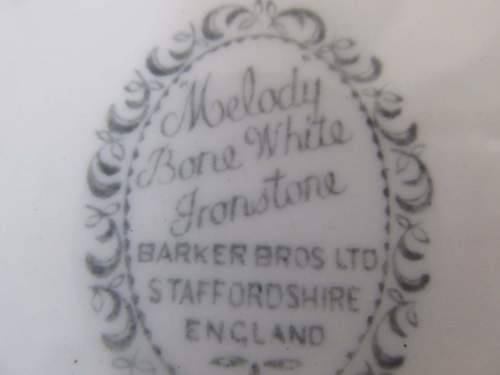 Melody
Bone White
Ironstone
BARKER BROS LTD
STAFFORDSHIRE
ENGLAND